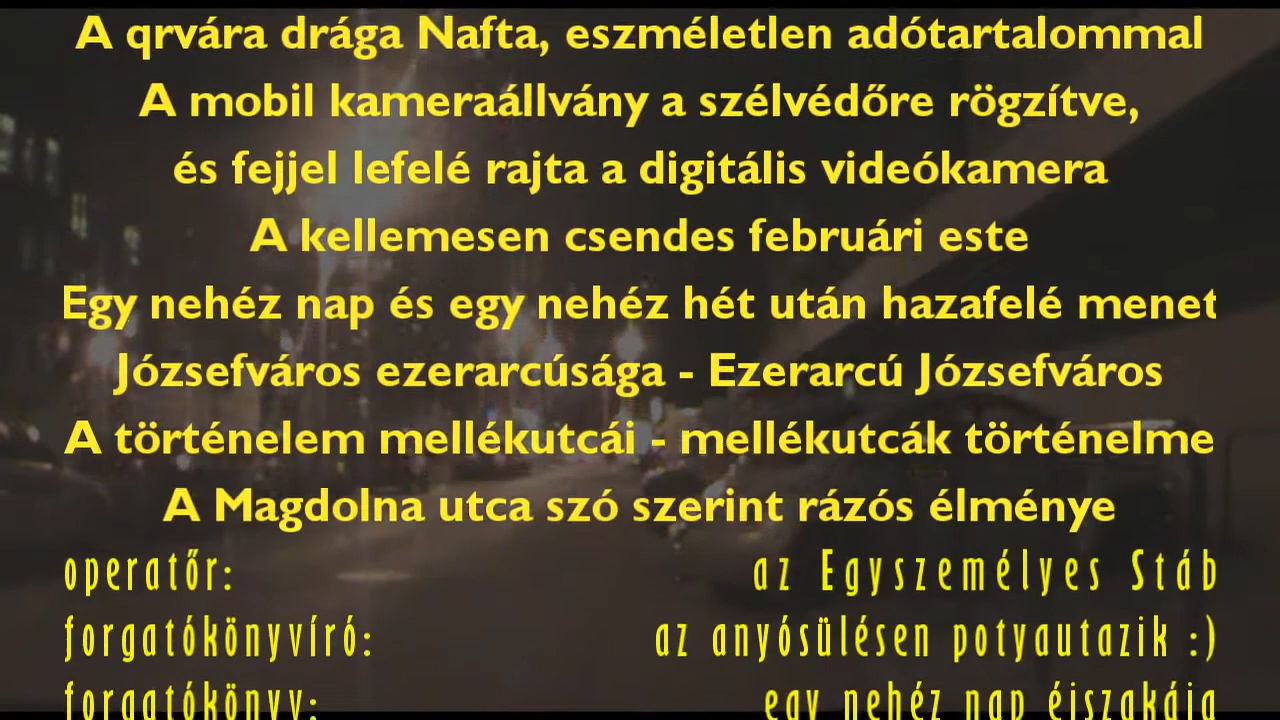 A qrvára drága Nafta, eszméletlen adótartalommal
A mobil kameraállvány a szélvédőre rögzítve,
és fejjel lefelé rajta a digitális videókamera
A kellemesen csendes februári este
Egy nehéz nap és egy nehéz hét után hazafelé menet
Józsefváros ezerarcúsága - Ezerarcú Józsefváros
A történelem mellékutcái - mellékutcák történelme
A Magdolna utca szó szerint rázós élménye
operatőr: az Egyszemélyes Stáb
forgatókönyvíró: az anyósülésen potyautazik :)
forgatókönyv: egy nehéz nap éjszakája